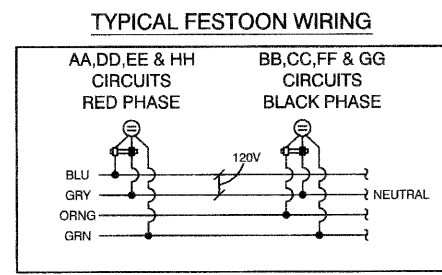 TYPICAL FESTOON WIRING
AA,DD,EE & HH
CIRCUITS
RED PHASE
BB,CC,FF & GG
CIRCUITS
BLACK PHASE
120V
BLU
GRY
NEUTRAL
ORNG
GRN